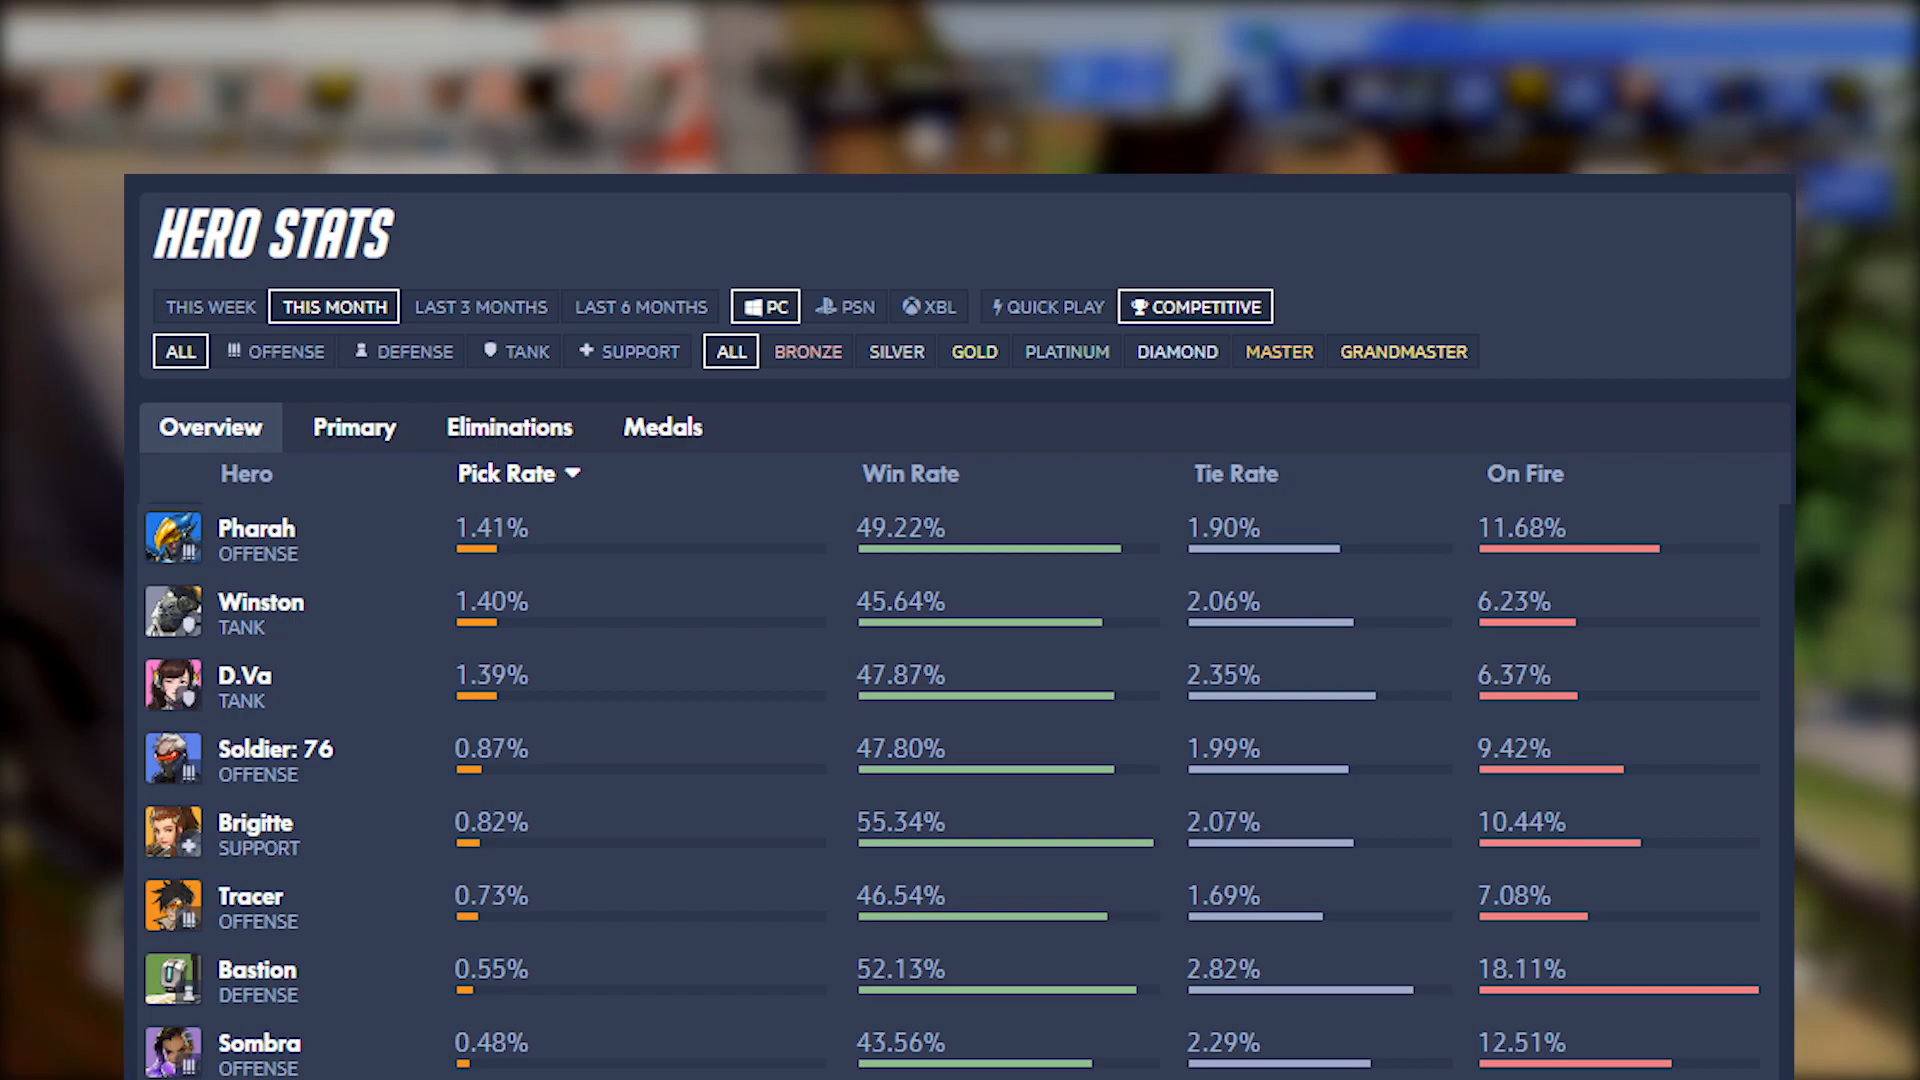 HERO STATS
THIS WEEK THIS MONTH LAST 3 MONTHS LAST 6 MONTHS PC PSN XBL QUICK PLAY COMPETITIVE
ALL OFFENSE DEFENSE TANK SUPPORT ALL BRONZE SILVER GOLD PLATINUM DIAMOND MASTER GRANDMASTER
Overview Primary Eliminations Medals
Hero Pick Rate Win Rate Tie Rate On Fire
Pharah 1.41% 49.22% 1.90% 11.68%
OFFENSE
Winston 1.40% 45.64% 2.06% 6.23%
TANK
D.Va 1.39% 47.87% 2.35% 6.37%
TANK
Soldier: 76 0.87% 47.80% 1.99% 9.42%
OFFENSE
Brigitte 0.82% 55.34% 2.07% 10.44%
SUPPORT
Tracer 0.73% 46.54% 1.69% 7.08%
OFFENSE
Bastion 0.55% 52.13% 2.82% 18.11%
DEFENSE
Sombra 0.48% 43.56% 2.29% 12.51%
OFFENSE